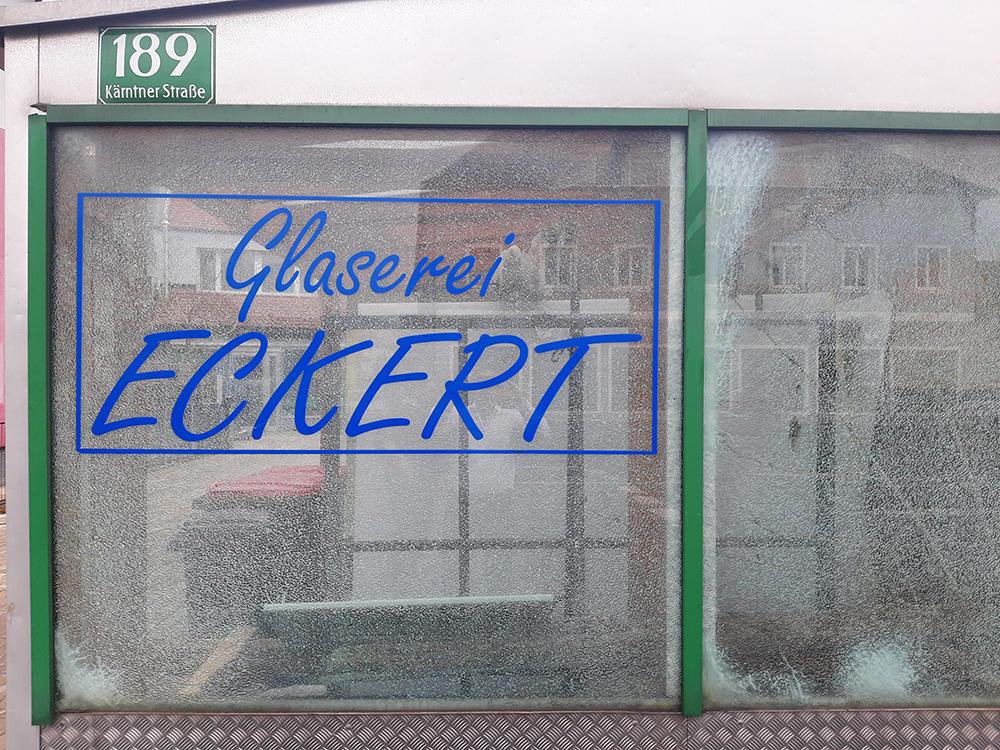 189
Kärntner Straße
Glaserei
ECKERT